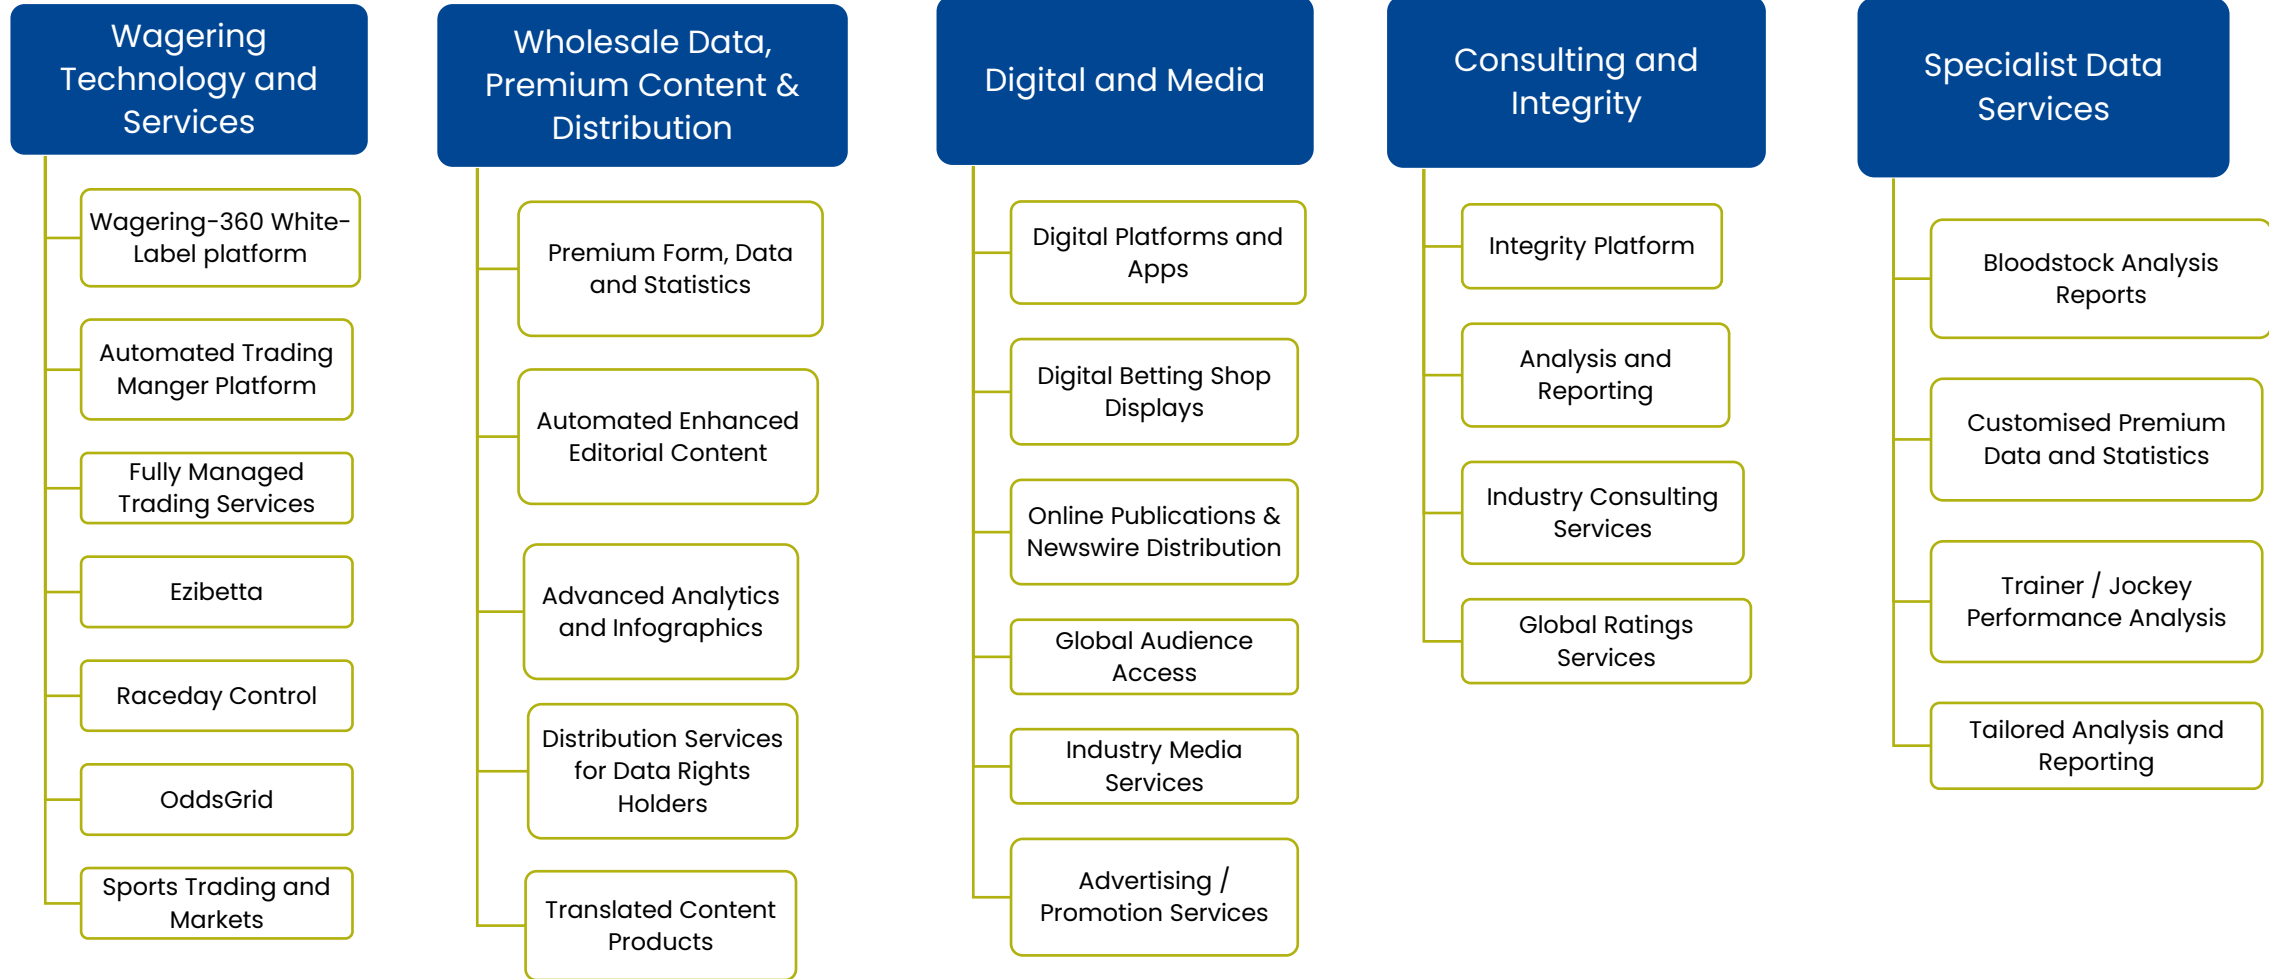 Wagering
Technology and
Services
Wagering-360 White-
Label platform
Automated Trading
Manger Platform
Fully Managed
Trading Services
Ezibetta
Raceday Control
OddsGrid
Sports Trading and
Markets
Wholesale Data,
Premium Content &
Distribution
Premium Form, Data
and Statistics
Automated Enhanced
Editorial Content
Advanced Analytics
and Infographics
Distribution Services
for Data Rights
Holders
Translated Content
Products
Digital and Media
Digital Platforms and
Apps
Digital Betting Shop
Displays
Online Publications &
Newswire Distribution
Global Audience
Access
Industry Media
Services
Advertising /
Promotion Services
Consulting and
Integrity
Integrity Platform
Analysis and
Reporting
Industry Consulting
Services
Global Ratings
Services
Specialist Data
Services
Bloodstock Analysis
Reports
Customised Premium
Data and Statistics
Trainer / Jockey
Performance Analysis
Tailored Analysis and
Reporting